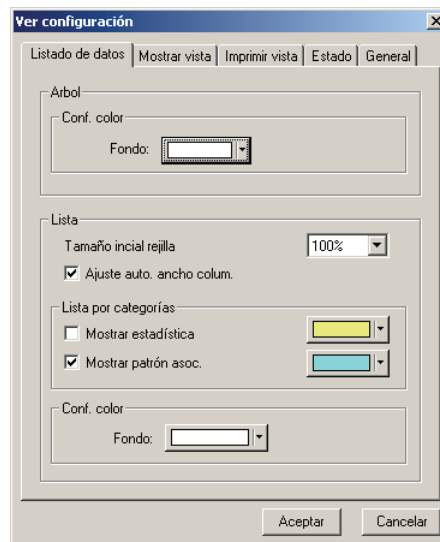 Ver configuración
Listado de datos Mostrar vista Imprimir vista Estado General
Arbol
Conf. color
Fondo:
Lista
Tamaño incial rejilla 100%
Ajuste auto. ancho colum.
Lista por categorías
Mostrar estadística
Mostrar patrón asoc.
Conf. color
Fondo:
Aceptar Cancelar